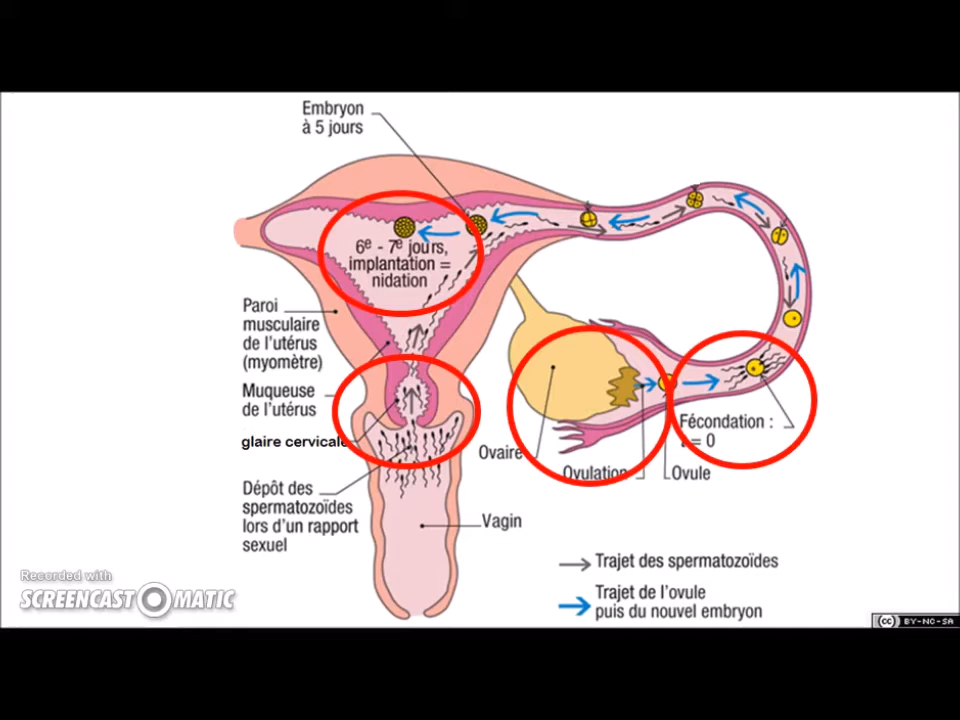 Embryon
à 5 jours
6e - 7e jours,
implantation =
nidation
Paroi
musculaire
de l'utérus
(myomètre)
Muqueuse
de l'utérus
glaire cervicale
Dépôt des
spermatozoïdes
lors d'un rapport
sexuel
Vagin
Ovaire
Ovulation
Ovule
Fécondation :
= 0
Trajet des spermatozoïdes
Trajet de l'ovule
puis du nouvel embryon
Recorded with
SCREENCAST MATIC
cc BY-NC-SA